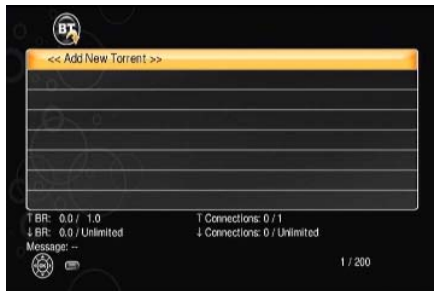 BT
<< Add New Torrent >>
↑ BR: 0.0 / 1.0 ↑ Connections: 0 / 1
↓ BR: 0.0 / Unlimited ↓ Connections: 0 / Unlimited
Message: --
OK
1 / 200